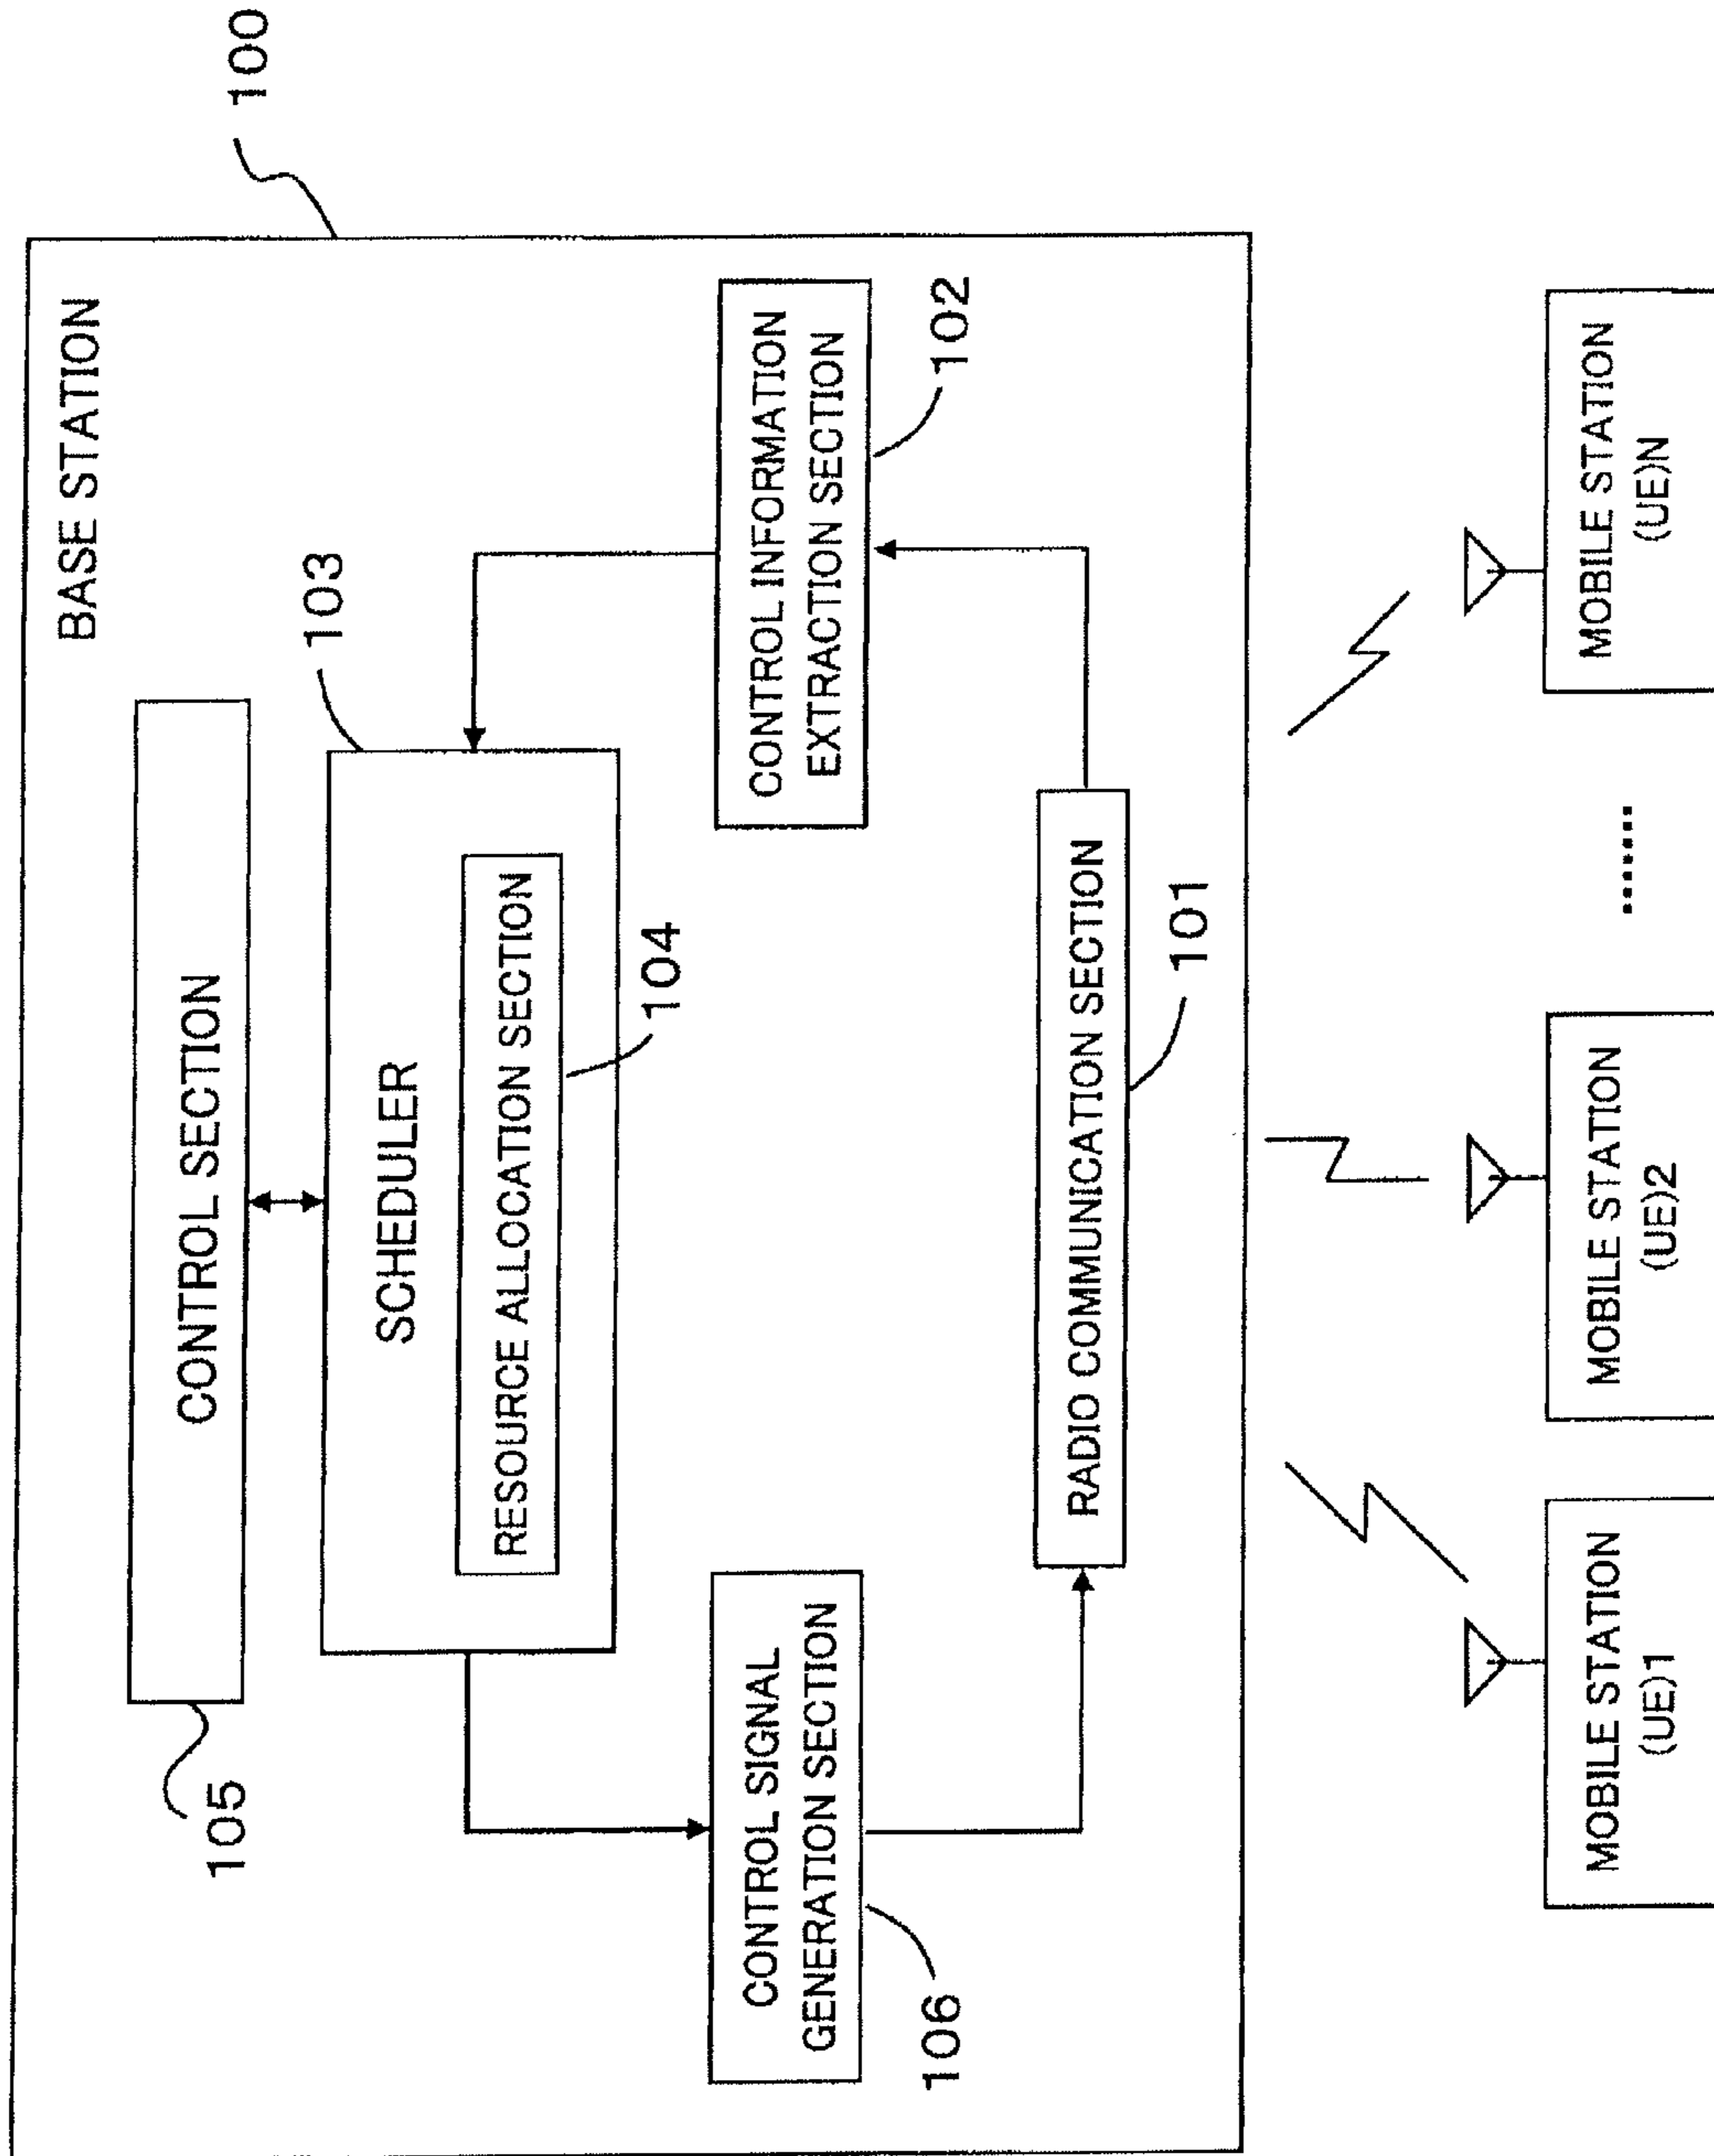 100
BASE STATION
105
CONTROL SECTION
103
SCHEDULER
RESOURCE ALLOCATION SECTION
104
CONTROL SIGNAL
GENERATION SECTION
106
CONTROL INFORMATION
EXTRACTION SECTION
102
RADIO COMMUNICATION SECTION
101
MOBILE STATION
(UE)1
MOBILE STATION
(UE)2
.......
MOBILE STATION
(UE)N